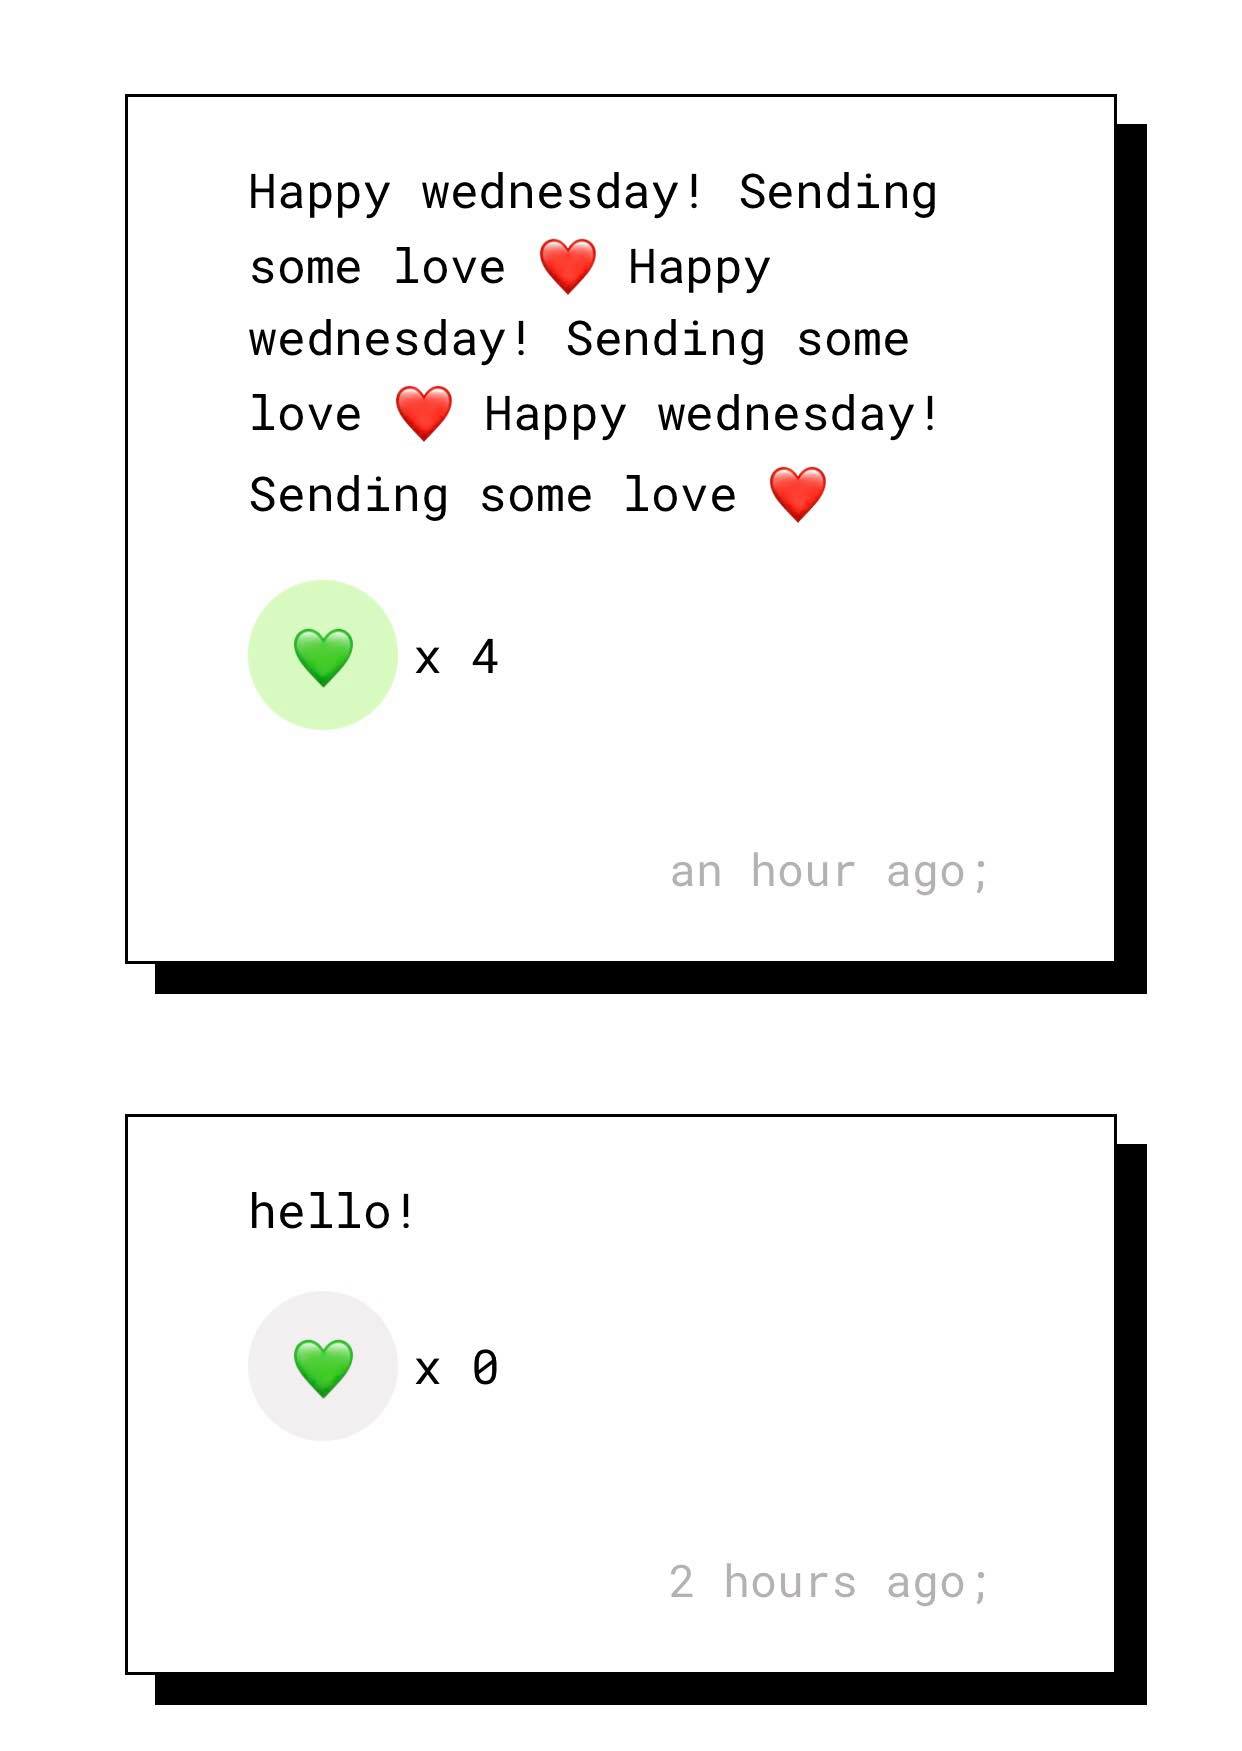 Happy wednesday! Sending
some love ❤️ Happy
wednesday! Sending some
love ❤️ Happy wednesday!
Sending some love ❤️
💚 x 4
an hour ago;
hello!
💚 x 0
2 hours ago;